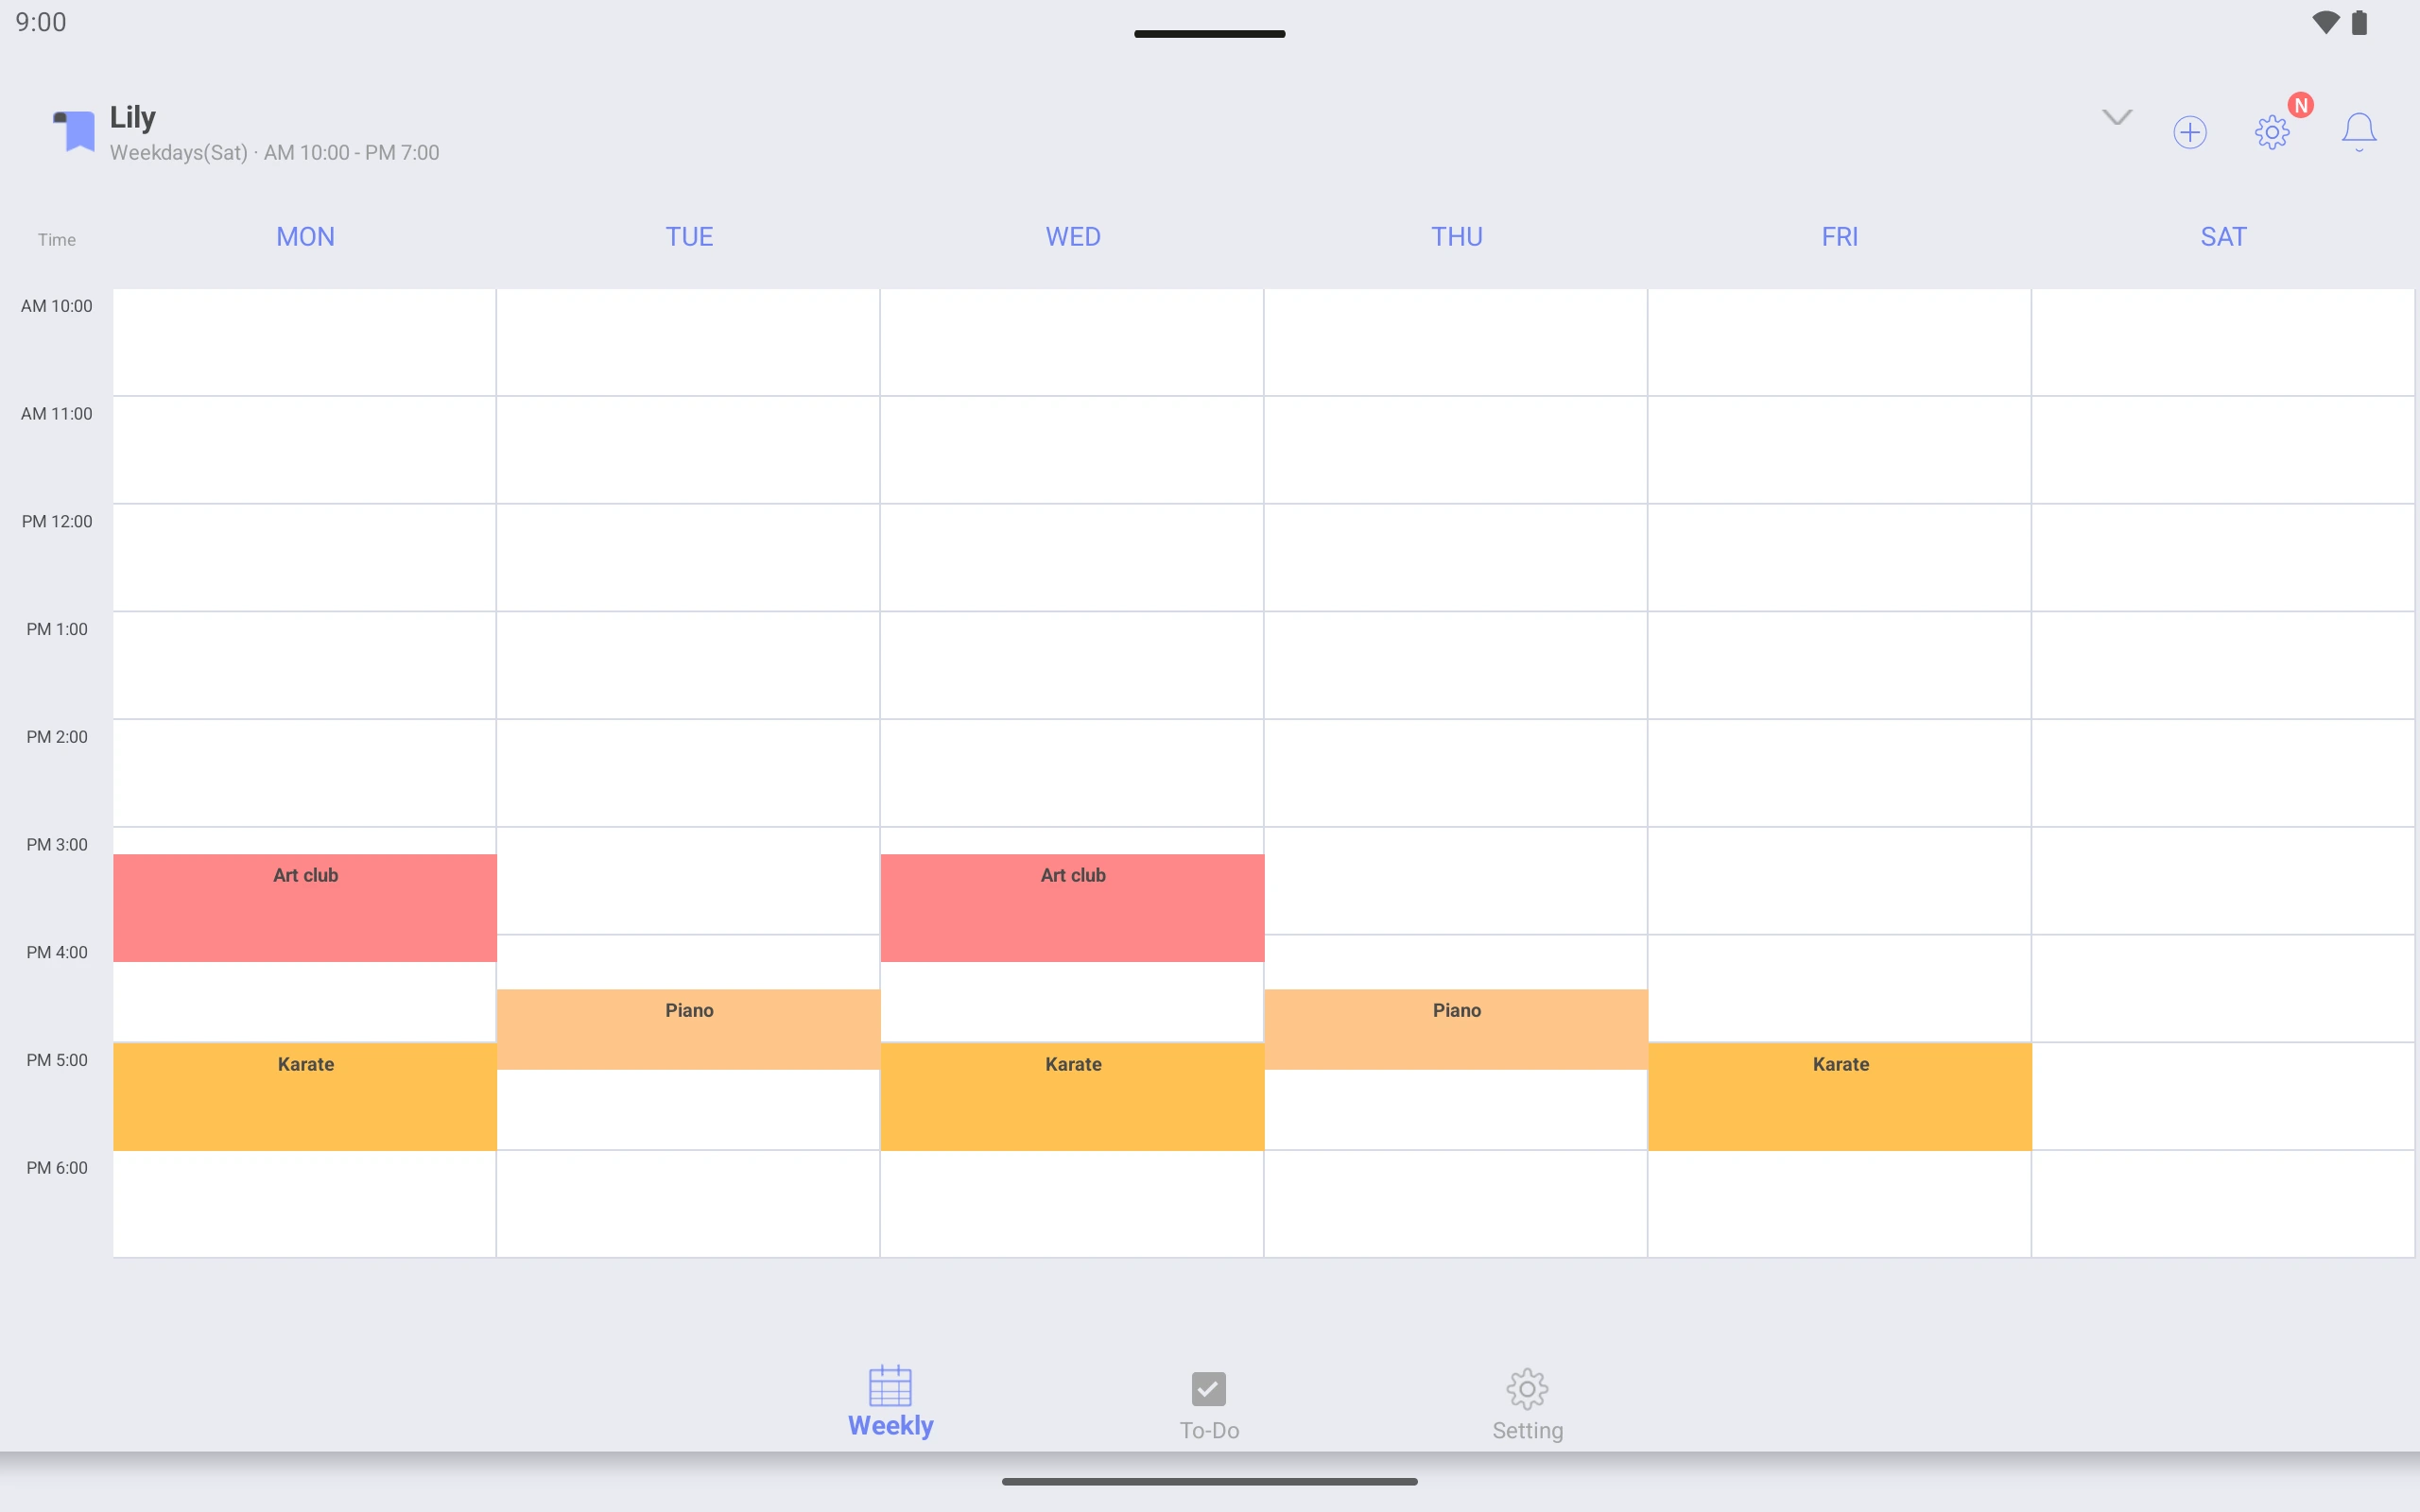 9:00
Lily
N
Weekdays(Sat) · AM 10:00 - PM 7:00
Time MON TUE WED THU FRI SAT
AM 10:00
AM 11:00
PM 12:00
PM 1:00
PM 2:00
PM 3:00
Art club Art club
PM 4:00
Piano Piano
PM 5:00
Karate Karate Karate
PM 6:00
Weekly To-Do Setting